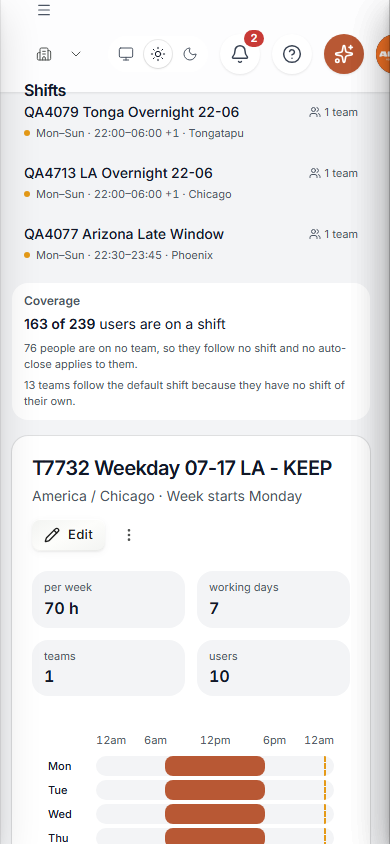 2
Shifts
QA4079 Tonga Overnight 22-06
1 team
Mon–Sun · 22:00–06:00 +1 · Tongatapu
QA4713 LA Overnight 22-06
1 team
Mon–Sun · 22:00–06:00 +1 · Chicago
QA4077 Arizona Late Window
1 team
Mon–Sun · 22:30–23:45 · Phoenix
Coverage
163 of 239 users are on a shift
76 people are on no team, so they follow no shift and no auto-
close applies to them.
13 teams follow the default shift because they have no shift of
their own.
T7732 Weekday 07-17 LA - KEEP
America / Chicago · Week starts Monday
Edit
per week
70 h
working days
7
teams
1
users
10
12am 6am 12pm 6pm 12am
Mon
Tue
Wed
Thu